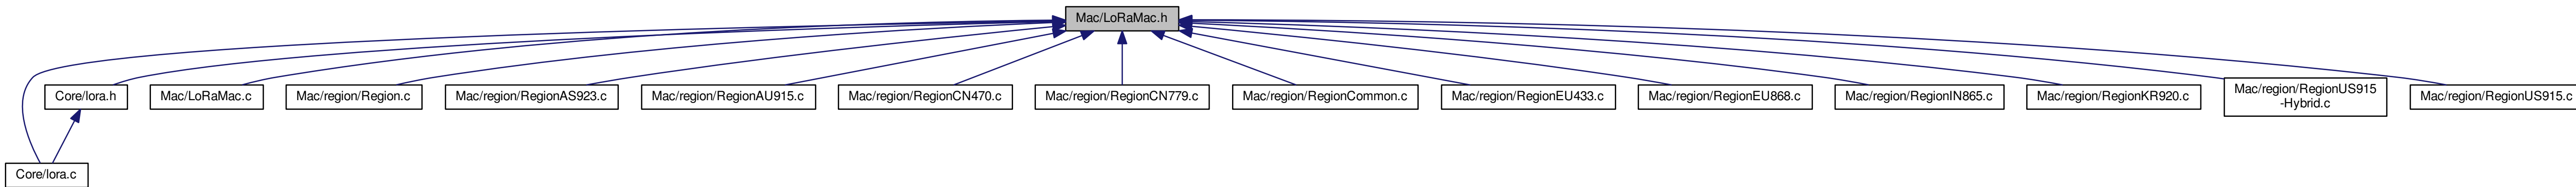 Mac/LoRaMac.h
Core/lora.h
Mac/LoRaMac.c
Mac/region/Region.c
Mac/region/RegionAS923.c
Mac/region/RegionAU915.c
Mac/region/RegionCN470.c
Mac/region/RegionCN779.c
Mac/region/RegionCommon.c
Mac/region/RegionEU433.c
Mac/region/RegionEU868.c
Mac/region/RegionIN865.c
Mac/region/RegionKR920.c
Mac/region/RegionUS915
-Hybrid.c
Mac/region/RegionUS915.c
Core/lora.c